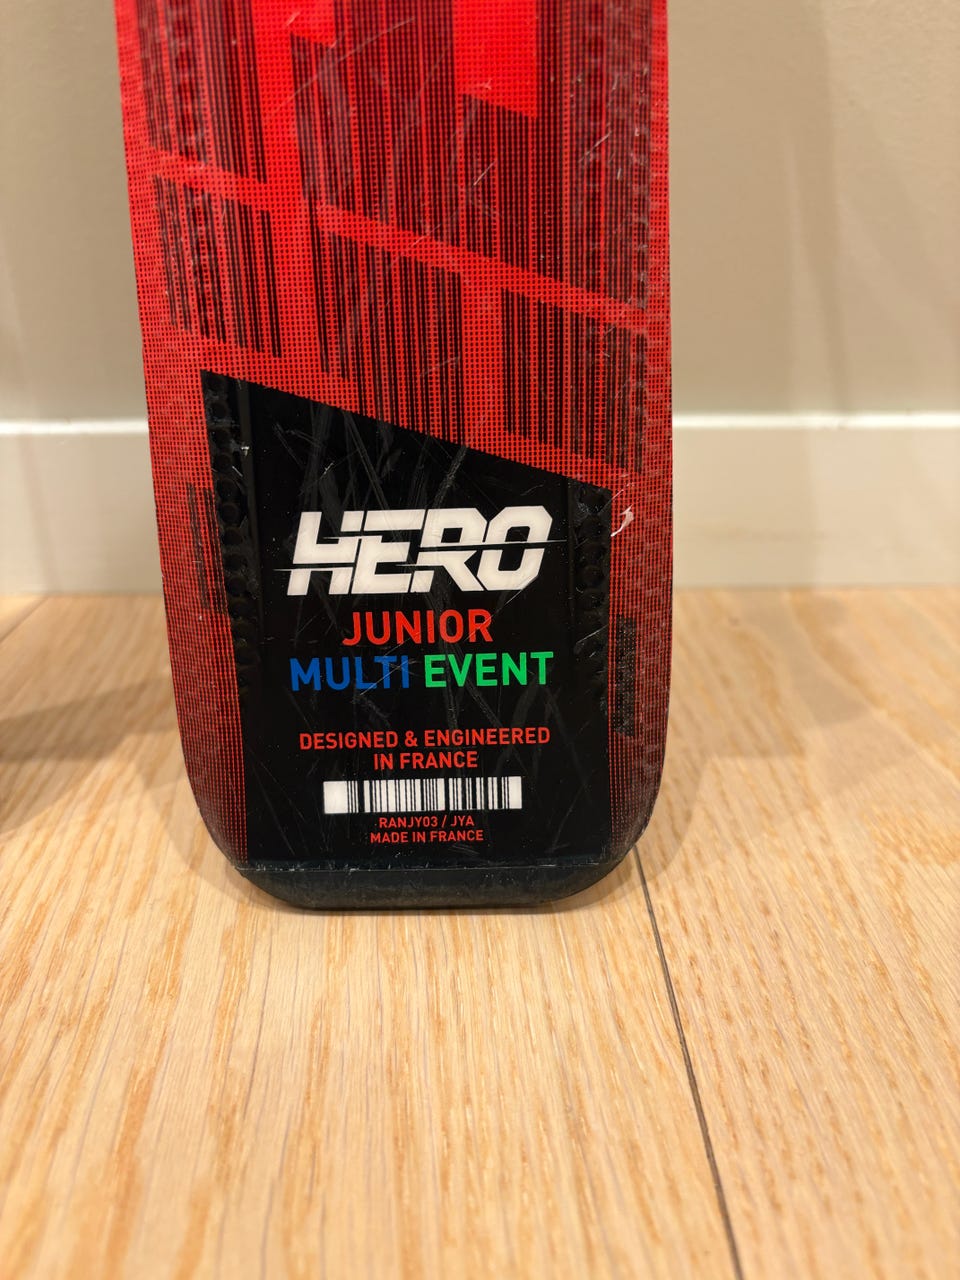 HERO
JUNIOR
MULTI EVENT
DESIGNED & ENGINEERED
IN FRANCE
RANJY03 / JYA
MADE IN FRANCE